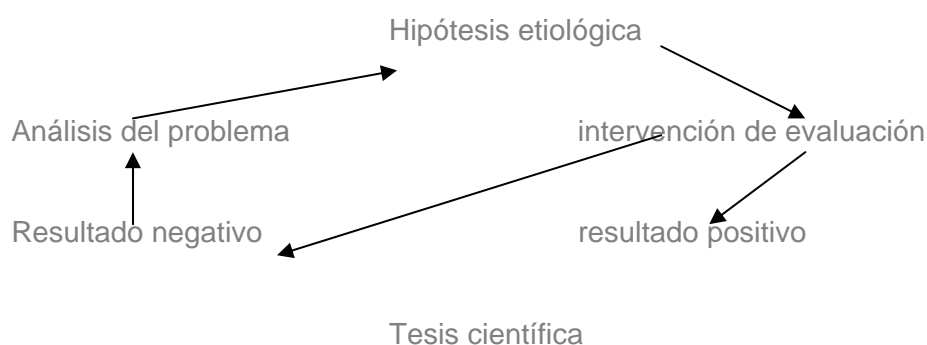 Hipótesis etiológica
Análisis del problema intervención de evaluación
Resultado negativo resultado positivo
Tesis científica